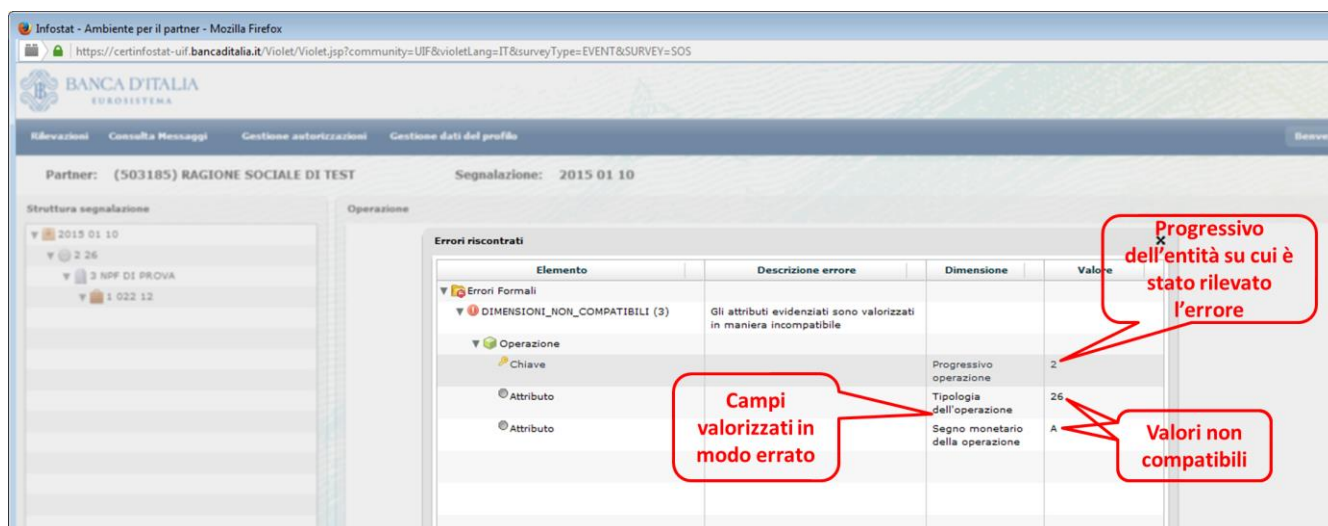 Infostat - Ambiente per il partner - Mozilla Firefox
https://certinfostat-uif.bancaditalia.it/Violet/Violet.jsp?community=UIF&violetLang=IT&surveyType=EVENT&SURVEY=SOS
BANCA D'ITALIA
EUROSISTEMA
Rilevazioni Consulta Messaggi Gestione autorizzazioni Gestione dati del profilo Benve
Partner: (503185) RAGIONE SOCIALE DI TEST Segnalazione: 2015 01 10
Struttura segnalazione Operazione
2015 01 10
2 26
3 NPF DI PROVA
1 022 12
Errori riscontrati
Elemento Descrizione errore Dimensione Valore
Errori Formali
DIMENSIONI_NON_COMPATIBILI (3) Gli attributi evidenziati sono valorizzati
in maniera incompatibile
Operazione
Chiave Progressivo 2
operazione
Attributo Tipologia 26
dell'operazione
Attributo Segno monetario A
della operazione
Progressivo
dell'entità su cui è
stato rilevato
l'errore
Campi
valorizzati in
modo errato
Valori non
compatibili